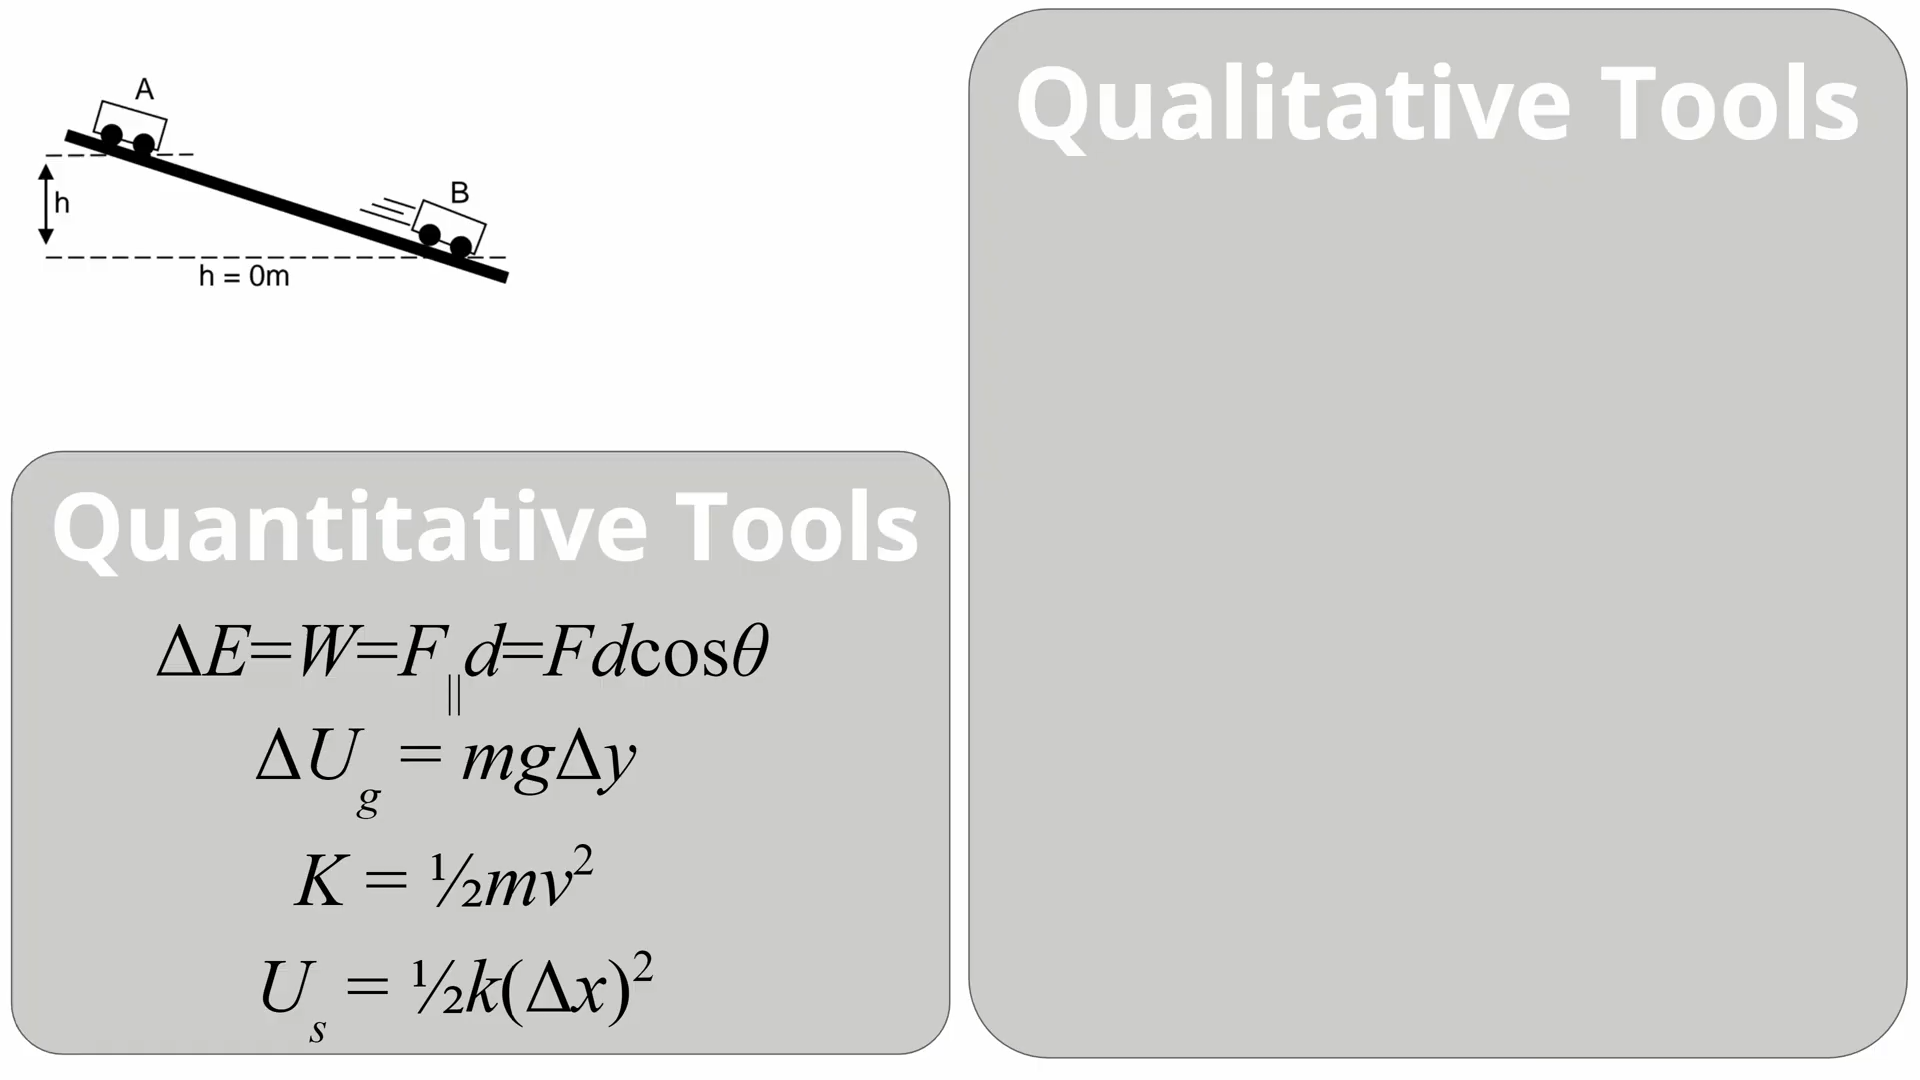 A
h
B
h = 0m
Quantitative Tools
ΔE=W=F||d=Fdcosθ
ΔUg = mgΔy
K = ½mv²
Us = ½k(Δx)²
Qualitative Tools